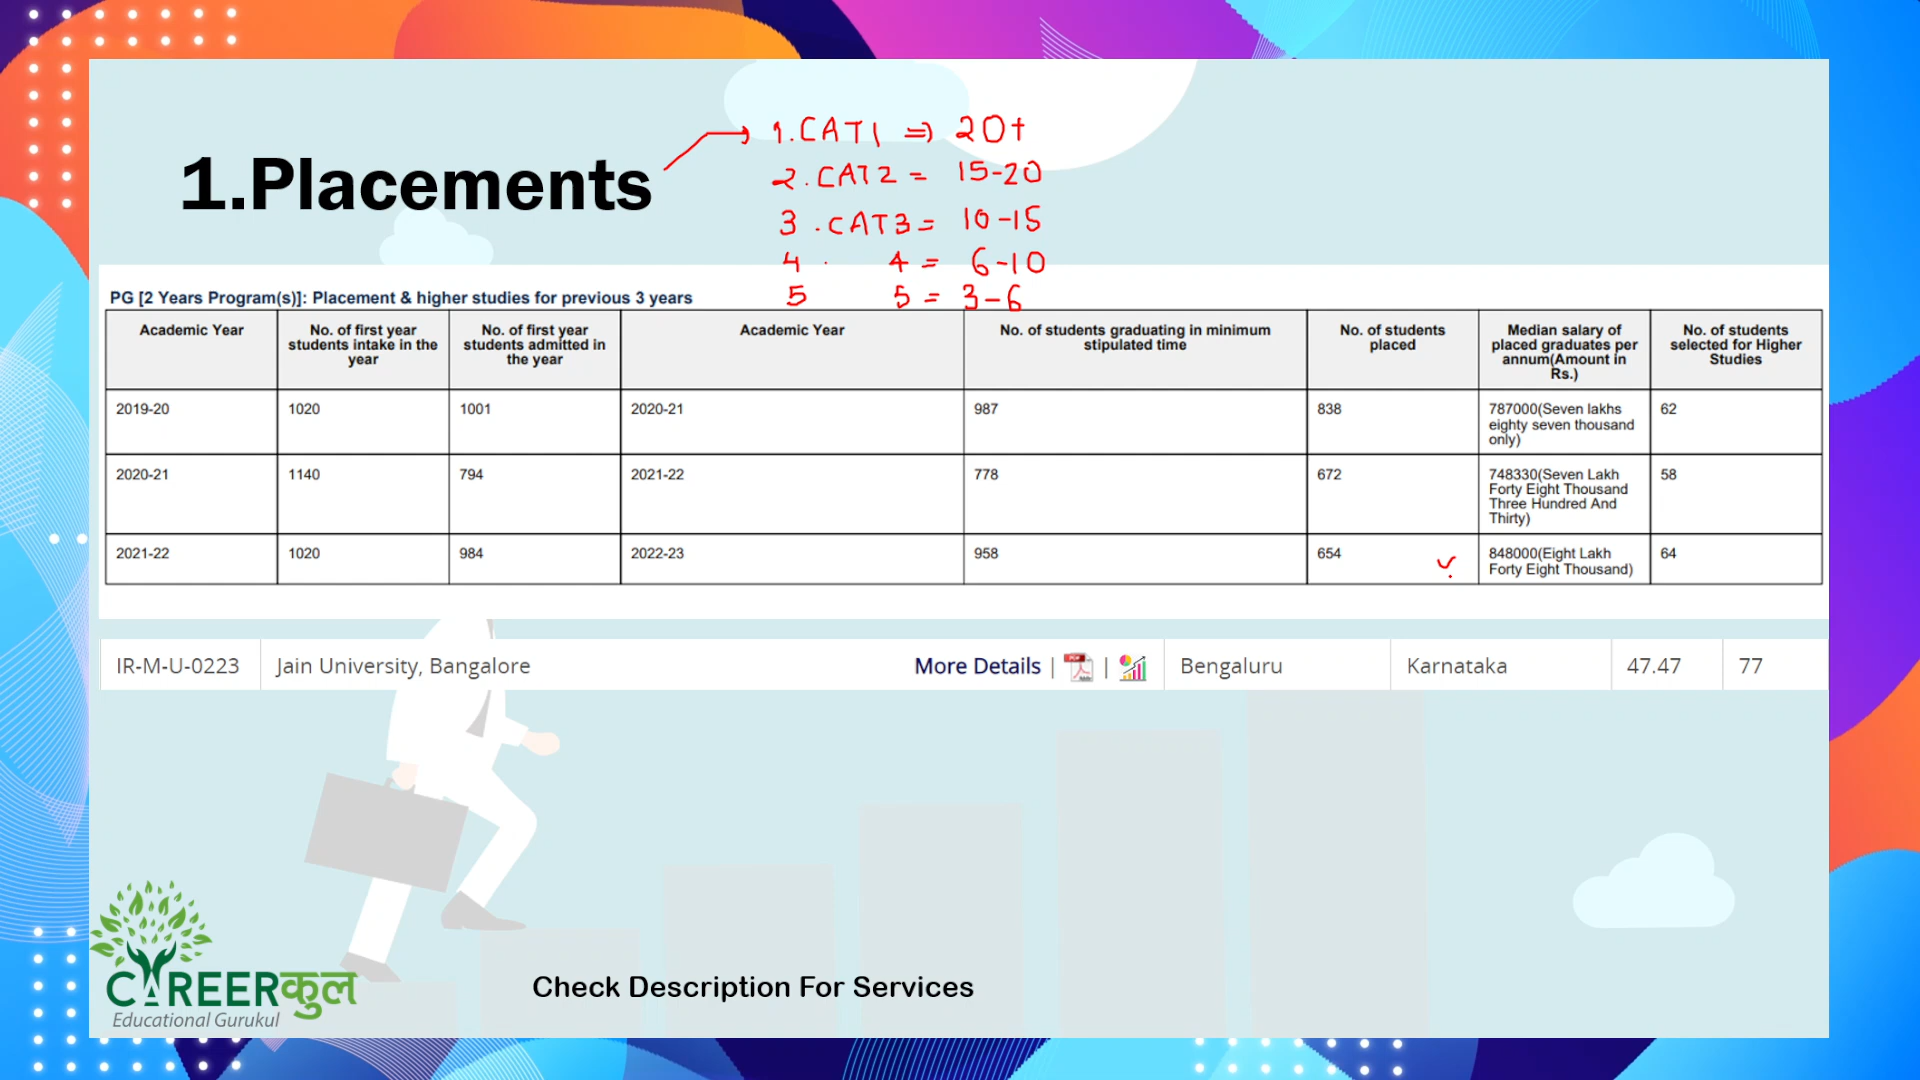 1.Placements
1.CAT1 => 20+
2.CAT2 = 15-20
3.CAT3 = 10-15
4. 4 = 6-10
5 5 = 3-6
PG [2 Years Program(s)]: Placement & higher studies for previous 3 years
Academic Year
No. of first year
students intake in the
year
No. of first year
students admitted in
the year
Academic Year
No. of students graduating in minimum
stipulated time
No. of students
placed
Median salary of
placed graduates per
annum(Amount in
Rs.)
No. of students
selected for Higher
Studies
2019-20
1020
1001
2020-21
987
838
787000(Seven lakhs
eighty seven thousand
only)
62
2020-21
1140
794
2021-22
778
672
748330(Seven Lakh
Forty Eight Thousand
Three Hundred And
Thirty)
58
2021-22
1020
984
2022-23
958
654
848000(Eight Lakh
Forty Eight Thousand)
64
IR-M-U-0223
Jain University, Bangalore
More Details | PDF |
Bengaluru
Karnataka
47.47
77
CAREERकुल
Educational Gurukul
Check Description For Services